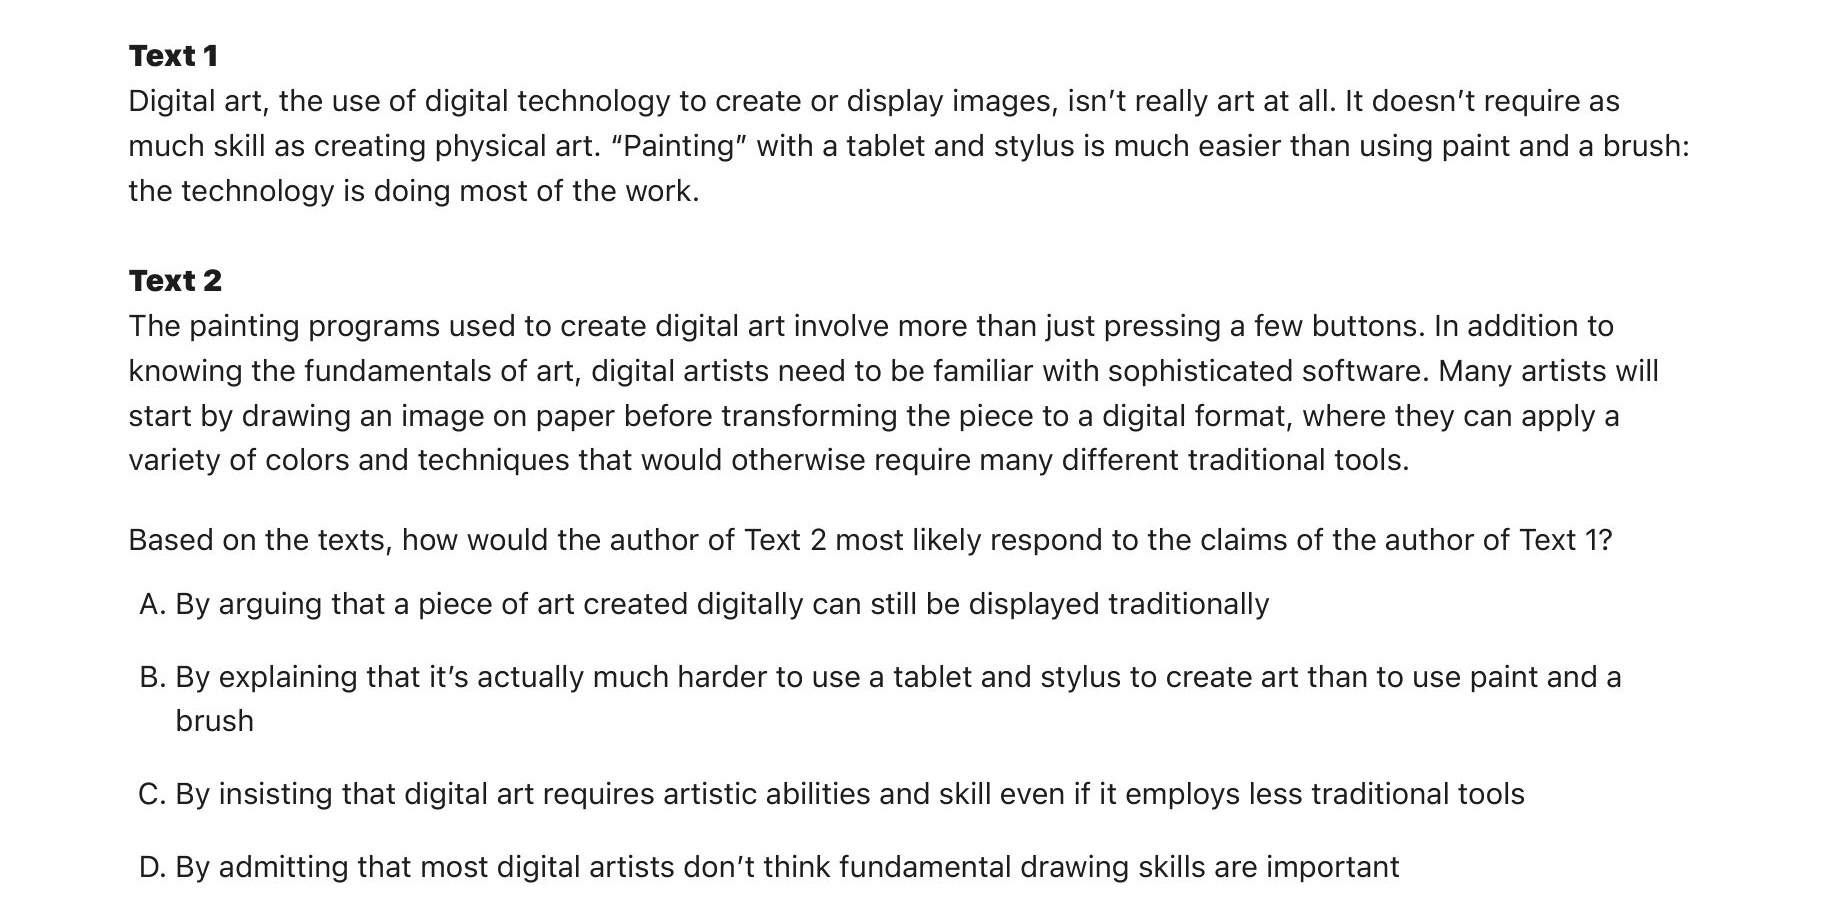 Text 1
Digital art, the use of digital technology to create or display images, isn’t really art at all. It doesn’t require as
much skill as creating physical art. “Painting” with a tablet and stylus is much easier than using paint and a brush:
the technology is doing most of the work.
Text 2
The painting programs used to create digital art involve more than just pressing a few buttons. In addition to
knowing the fundamentals of art, digital artists need to be familiar with sophisticated software. Many artists will
start by drawing an image on paper before transforming the piece to a digital format, where they can apply a
variety of colors and techniques that would otherwise require many different traditional tools.
Based on the texts, how would the author of Text 2 most likely respond to the claims of the author of Text 1?
A. By arguing that a piece of art created digitally can still be displayed traditionally
B. By explaining that it’s actually much harder to use a tablet and stylus to create art than to use paint and a
brush
C. By insisting that digital art requires artistic abilities and skill even if it employs less traditional tools
D. By admitting that most digital artists don’t think fundamental drawing skills are important